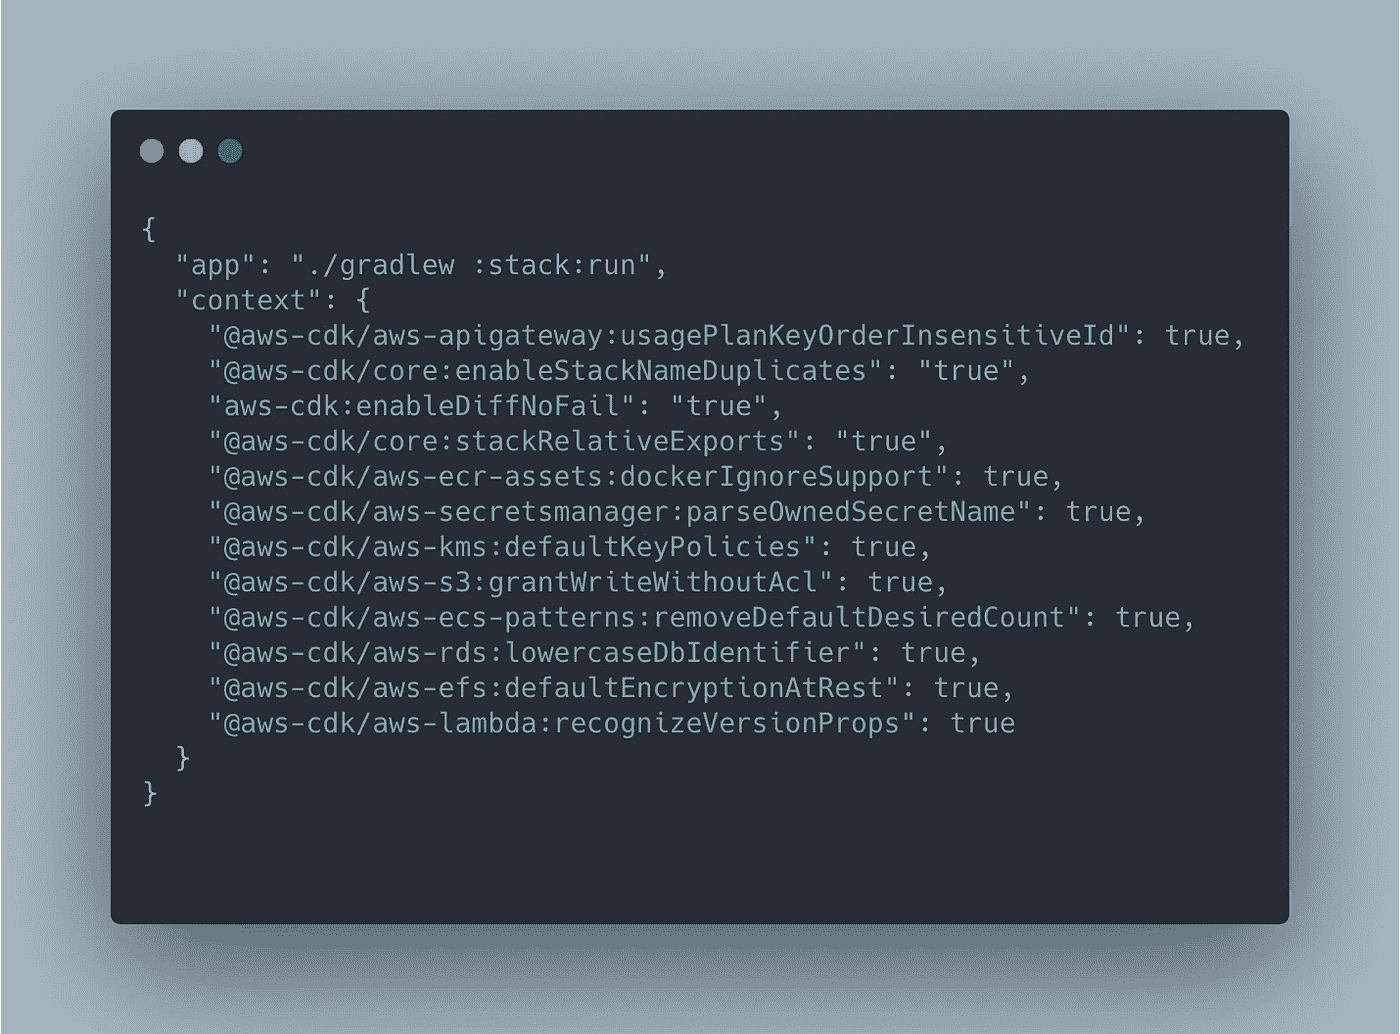 {
  "app": "./gradlew :stack:run",
  "context": {
    "@aws-cdk/aws-apigateway:usagePlanKeyOrderInsensitiveId": true,
    "@aws-cdk/core:enableStackNameDuplicates": "true",
    "aws-cdk:enableDiffNoFail": "true",
    "@aws-cdk/core:stackRelativeExports": "true",
    "@aws-cdk/aws-ecr-assets:dockerIgnoreSupport": true,
    "@aws-cdk/aws-secretsmanager:parseOwnedSecretName": true,
    "@aws-cdk/aws-kms:defaultKeyPolicies": true,
    "@aws-cdk/aws-s3:grantWriteWithoutAcl": true,
    "@aws-cdk/aws-ecs-patterns:removeDefaultDesiredCount": true,
    "@aws-cdk/aws-rds:lowercaseDbIdentifier": true,
    "@aws-cdk/aws-efs:defaultEncryptionAtRest": true,
    "@aws-cdk/aws-lambda:recognizeVersionProps": true
  }
}